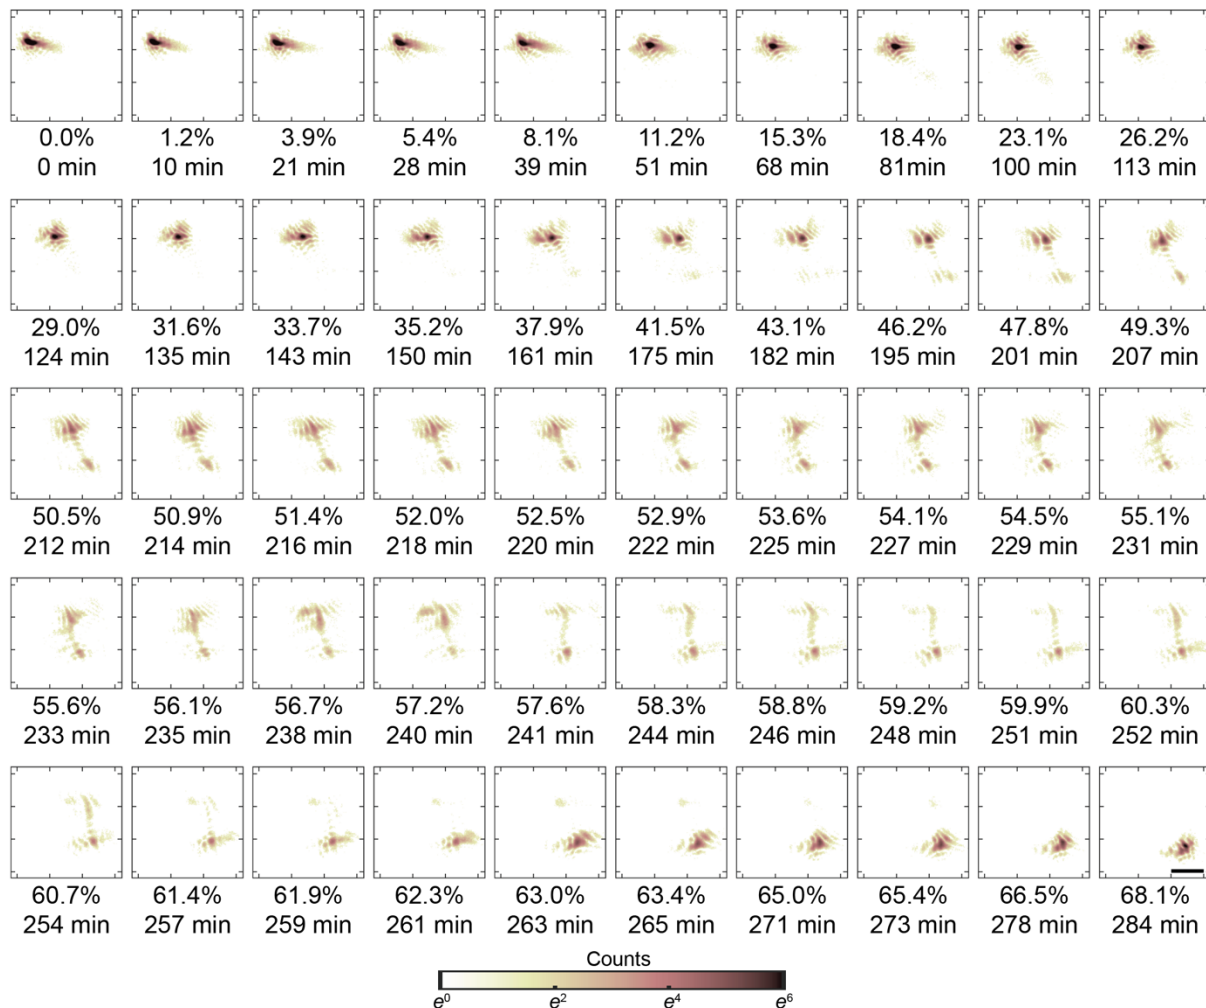 0.0% 1.2% 3.9% 5.4% 8.1% 11.2% 15.3% 18.4% 23.1% 26.2%
0 min 10 min 21 min 28 min 39 min 51 min 68 min 81min 100 min 113 min
29.0% 31.6% 33.7% 35.2% 37.9% 41.5% 43.1% 46.2% 47.8% 49.3%
124 min 135 min 143 min 150 min 161 min 175 min 182 min 195 min 201 min 207 min
50.5% 50.9% 51.4% 52.0% 52.5% 52.9% 53.6% 54.1% 54.5% 55.1%
212 min 214 min 216 min 218 min 220 min 222 min 225 min 227 min 229 min 231 min
55.6% 56.1% 56.7% 57.2% 57.6% 58.3% 58.8% 59.2% 59.9% 60.3%
233 min 235 min 238 min 240 min 241 min 244 min 246 min 248 min 251 min 252 min
60.7% 61.4% 61.9% 62.3% 63.0% 63.4% 65.0% 65.4% 66.5% 68.1%
254 min 257 min 259 min 261 min 263 min 265 min 271 min 273 min 278 min 284 min
Counts
e⁰ e² e⁴ e⁶